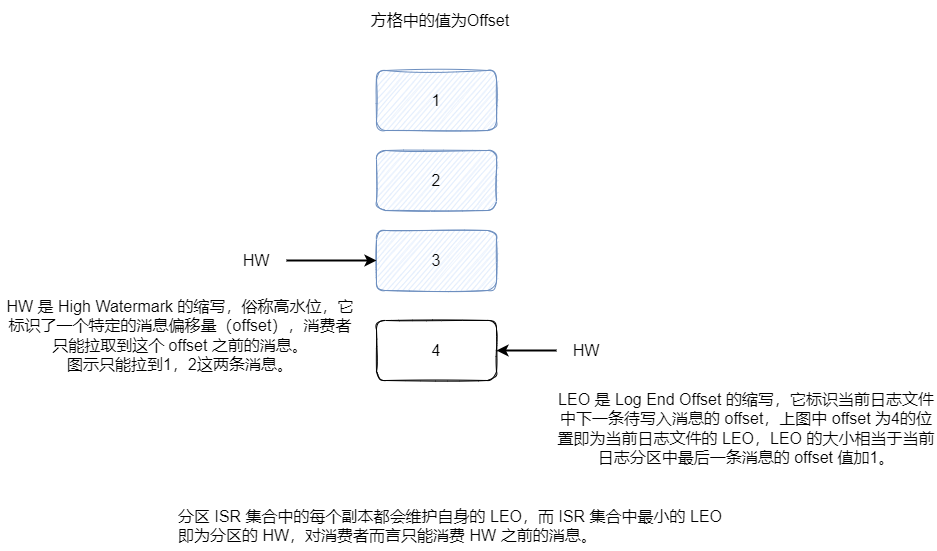 方格中的值为Offset
1
2
HW
3
HW 是 High Watermark 的缩写，俗称高水位，它
标识了一个特定的消息偏移量（offset），消费者
只能拉取到这个 offset 之前的消息。
图示只能拉到1，2这两条消息。
4
HW
LEO 是 Log End Offset 的缩写，它标识当前日志文件
中下一条待写入消息的 offset，上图中 offset 为4的位
置即为当前日志文件的 LEO，LEO 的大小相当于当前
日志分区中最后一条消息的 offset 值加1。
分区 ISR 集合中的每个副本都会维护自身的 LEO，而 ISR 集合中最小的 LEO
即为分区的 HW，对消费者而言只能消费 HW 之前的消息。